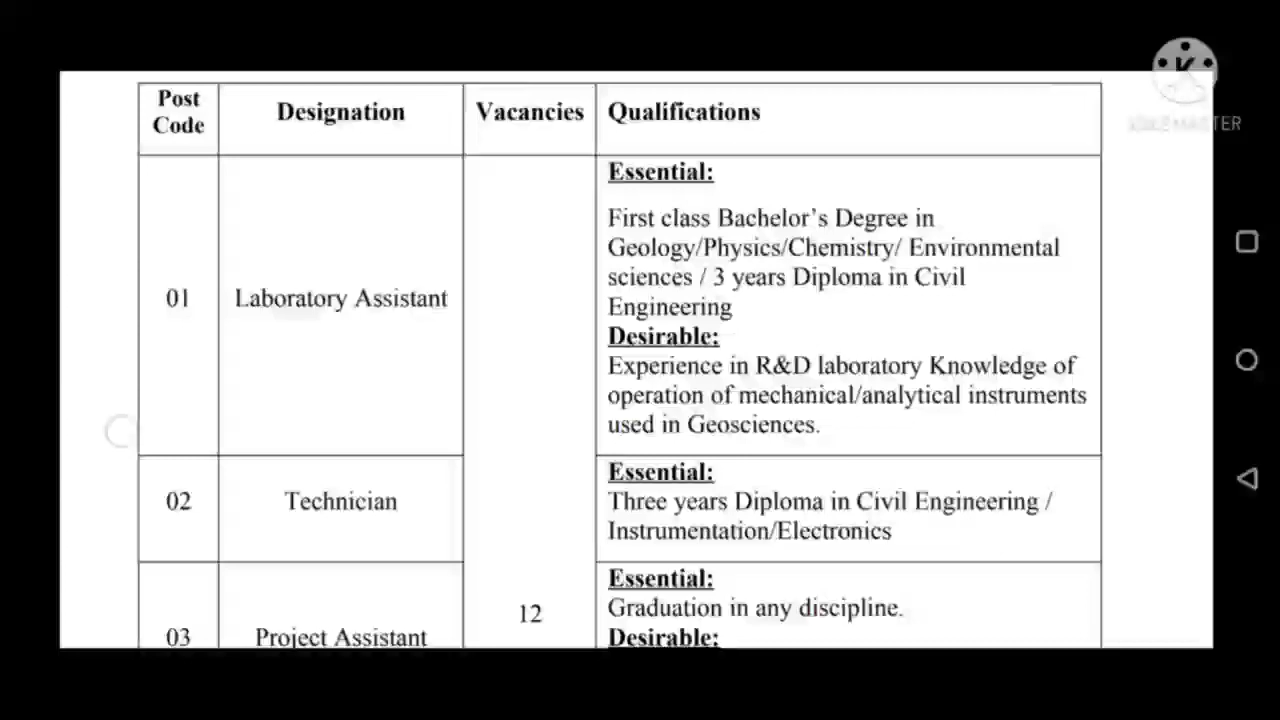 Post
Code
Designation
Vacancies
Qualifications
01
Laboratory Assistant
Essential:
First class Bachelor’s Degree in
Geology/Physics/Chemistry/ Environmental
sciences / 3 years Diploma in Civil
Engineering
Desirable:
Experience in R&D laboratory Knowledge of
operation of mechanical/analytical instruments
used in Geosciences.
02
Technician
Essential:
Three years Diploma in Civil Engineering /
Instrumentation/Electronics
12
03
Project Assistant
Essential:
Graduation in any discipline.
Desirable: